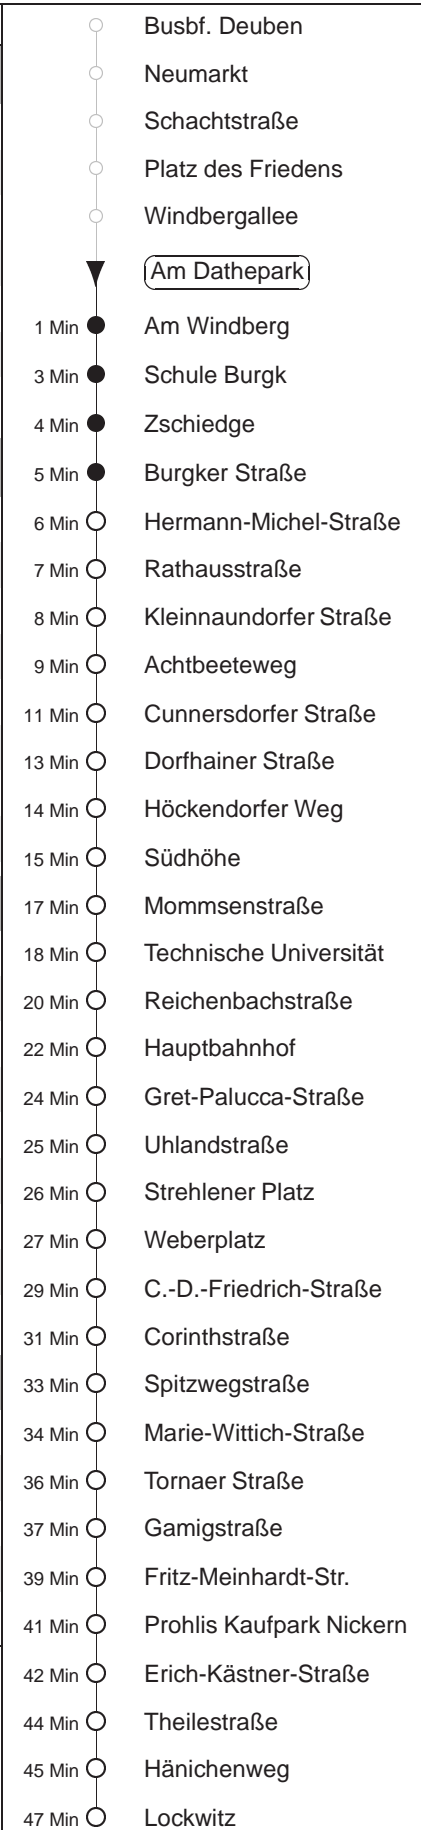 Busbf. Deuben
Neumarkt
Schachtstraße
Platz des Friedens
Windbergallee
Am Dathepark
1 Min Am Windberg
3 Min Schule Burgk
4 Min Zschiedge
5 Min Burgker Straße
6 Min Hermann-Michel-Straße
7 Min Rathausstraße
8 Min Kleinnaundorfer Straße
9 Min Achtbeeteweg
11 Min Cunnersdorfer Straße
13 Min Dorfhainer Straße
14 Min Höckendorfer Weg
15 Min Südhöhe
17 Min Mommsenstraße
18 Min Technische Universität
20 Min Reichenbachstraße
22 Min Hauptbahnhof
24 Min Gret-Palucca-Straße
25 Min Uhlandstraße
26 Min Strehlener Platz
27 Min Weberplatz
29 Min C.-D.-Friedrich-Straße
31 Min Corinthstraße
33 Min Spitzwegstraße
34 Min Marie-Wittich-Straße
36 Min Tornaer Straße
37 Min Gamigstraße
39 Min Fritz-Meinhardt-Str.
41 Min Prohlis Kaufpark Nickern
42 Min Erich-Kästner-Straße
44 Min Theilestraße
45 Min Hänichenweg
47 Min Lockwitz